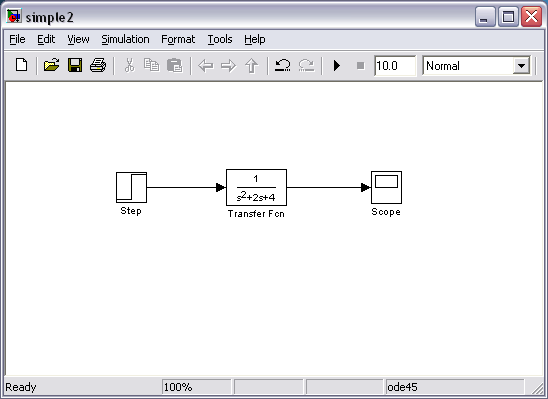 simple2
File Edit View Simulation Format Tools Help
10.0 Normal
1
s²+2s+4
Step Transfer Fcn Scope
Ready 100% ode45